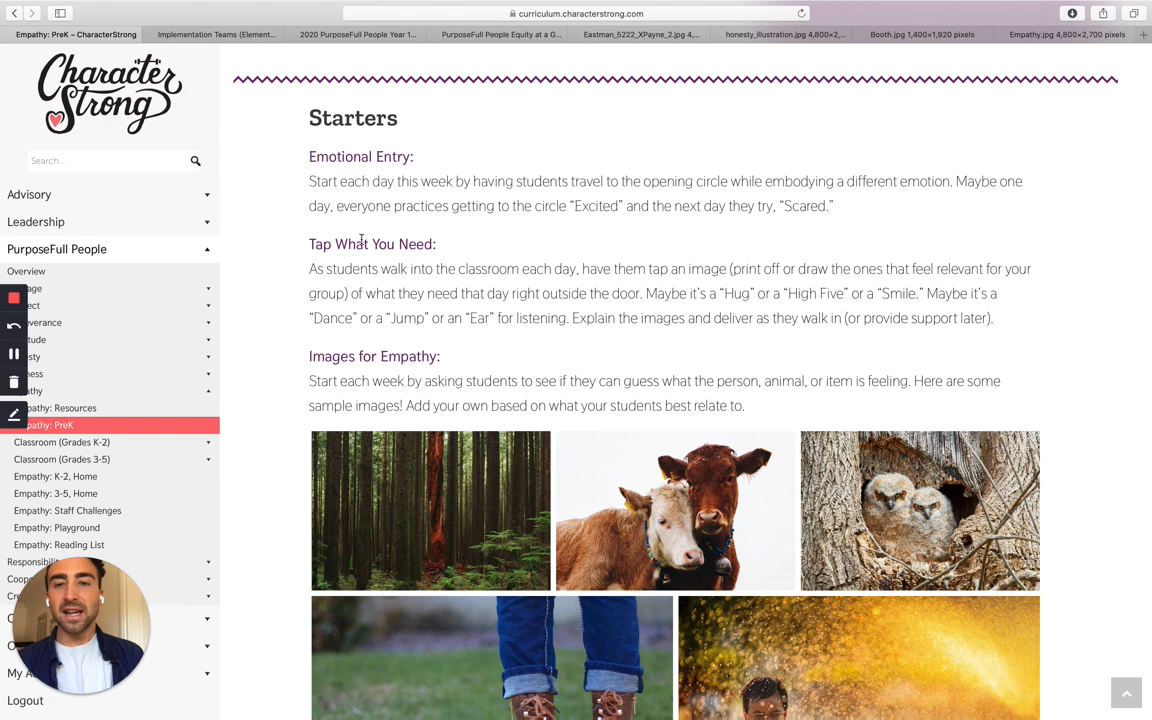 curriculum.characterstrong.com
Empathy: PreK – CharacterStrong
Implementation Teams (Element...
2020 PurposeFull People Year 1...
PurposeFull People Equity at a G...
Eastman_5222_XPayne_2.jpg 4,...
honesty_illustration.jpg 4,800×2,...
Booth.jpg 1,400×1,920 pixels
Empathy.jpg 4,800×2,700 pixels
Character
Strong
Search...
Advisory
Leadership
PurposeFull People
Overview
age
ect
everance
itude
esty
ness
athy
pathy: Resources
pathy: PreK
Classroom (Grades K-2)
Classroom (Grades 3-5)
Empathy: K-2, Home
Empathy: 3-5, Home
Empathy: Staff Challenges
Empathy: Playground
Empathy: Reading List
Responsibili
Coop
Cre
C
O
My A
Logout
Starters
Emotional Entry:
Start each day this week by having students travel to the opening circle while embodying a different emotion. Maybe one
day, everyone practices getting to the circle “Excited” and the next day they try, “Scared.”
Tap What You Need:
As students walk into the classroom each day, have them tap an image (print off or draw the ones that feel relevant for your
group) of what they need that day right outside the door. Maybe it’s a “Hug” or a “High Five” or a “Smile.” Maybe it’s a
“Dance” or a “Jump” or an “Ear” for listening. Explain the images and deliver as they walk in (or provide support later).
Images for Empathy:
Start each week by asking students to see if they can guess what the person, animal, or item is feeling. Here are some
sample images! Add your own based on what your students best relate to.